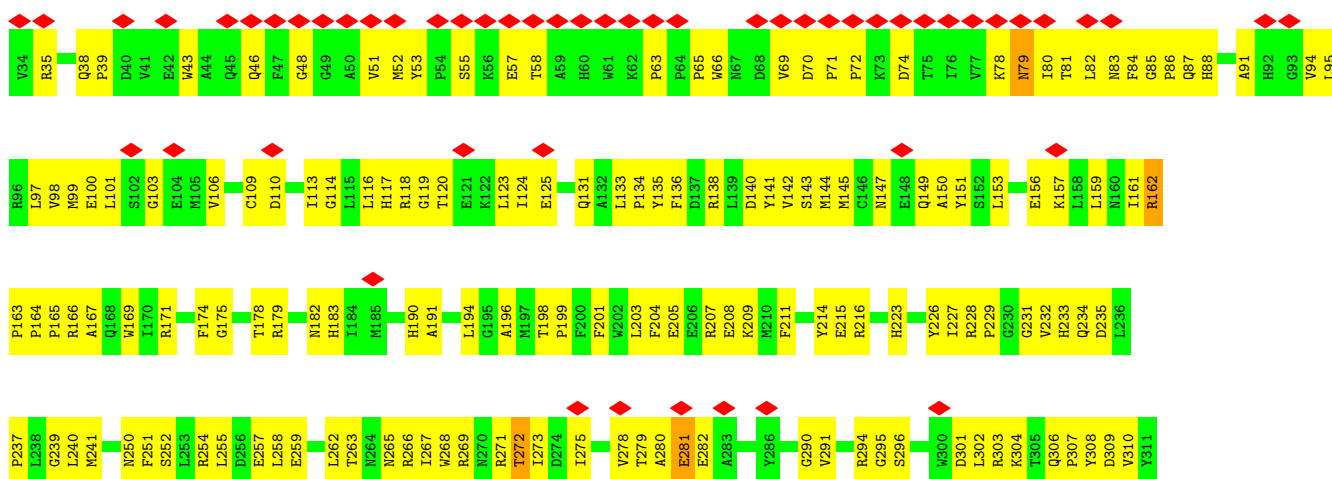 V34 R35 Q38 P39 D40 V41 E42 W43 A44 Q45 Q46 F47 G48 G49 A50 V51 M52 Y53 P54 S55 K56 E57 T58 A59 H60 W61 K62 P63 P64 P65 W66 N67 D68 V69 D70 P71 P72 K73 D74 T75 I76 V77 K78 N79 I80 T81 L82 N83 F84 G85 P86 Q87 H88 A91 H92 G93 V94 L95
R96 L97 V98 M99 E100 L101 S102 G103 E104 M105 V106 C109 D110 I113 G114 L115 L116 H117 R118 G119 T120 E121 K122 L123 I124 E125 Q131 A132 L133 P134 Y135 F136 D137 R138 L139 D140 Y141 V142 S143 M144 M145 C146 N147 E148 Q149 A150 Y151 S152 L153 E156 K157 L158 L159 N160 I161 R162
P163 P164 P165 R166 A167 Q168 W169 I170 R171 F174 G175 T178 R179 N182 H183 I184 M185 H190 A191 L194 G195 A196 M197 T198 P199 F200 F201 W202 L203 F204 E205 E206 R207 E208 K209 M210 F211 Y214 E215 R216 H223 Y226 I227 R228 P229 G230 G231 V232 H233 Q234 D235 L236
P237 L238 G239 L240 M241 N250 F251 S252 L253 R254 L255 D256 E257 L258 E259 L262 T263 N264 N265 R266 I267 W268 R269 N270 R271 T272 I273 D274 I275 V278 T279 A280 E281 E282 A283 Y286 G290 V291 R294 G295 S296 W300 D301 L302 R303 K304 T305 Q306 P307 Y308 D309 V310 Y311